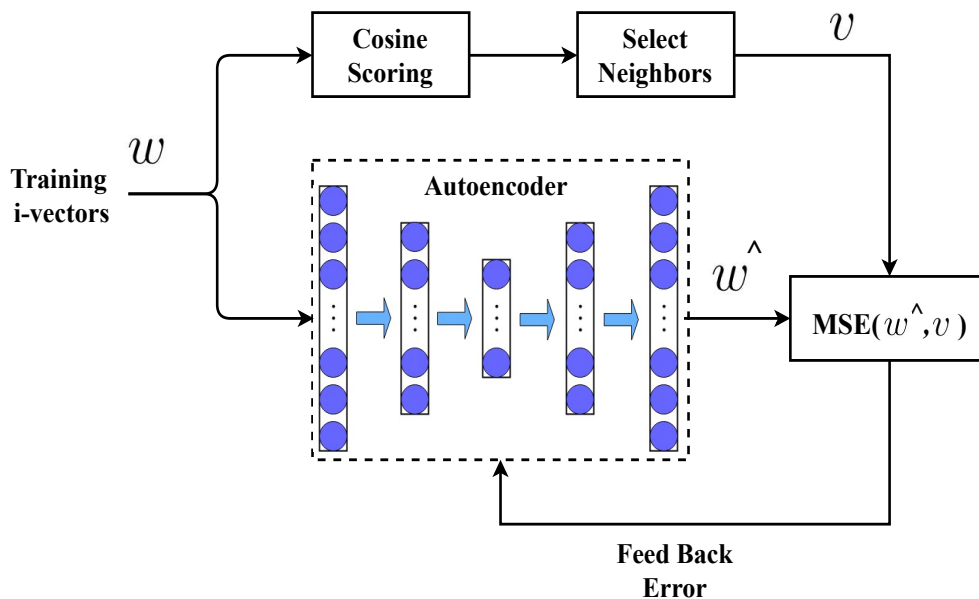 Cosine
Scoring
Select
Neighbors
v
w
Training
i-vectors
Autoencoder
w^
MSE(w^,v )
Feed Back
Error